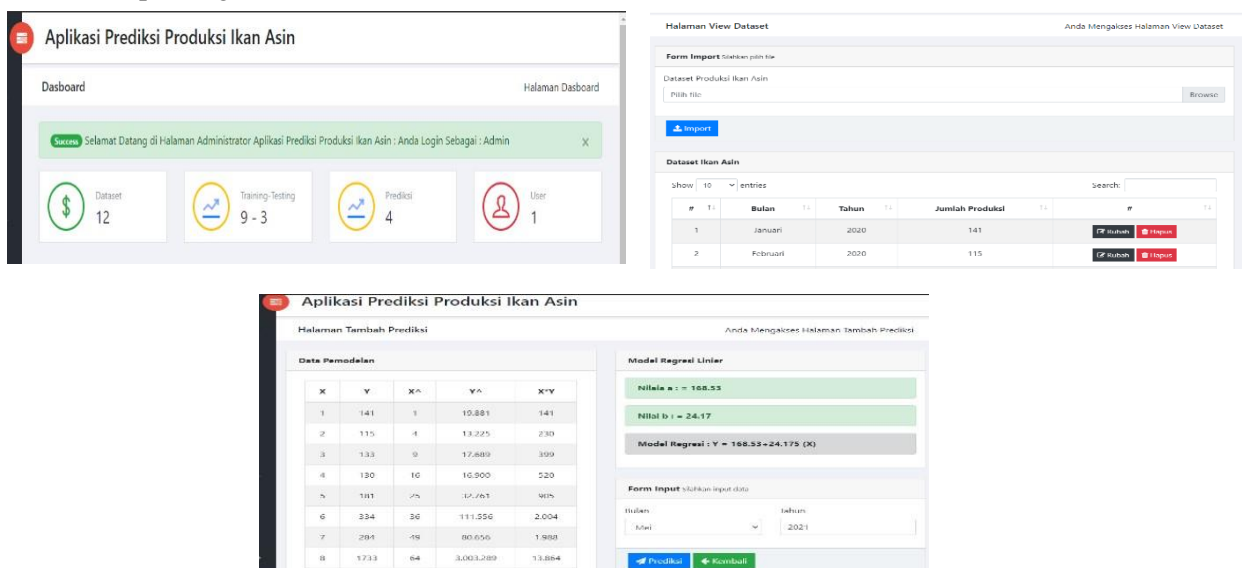 Aplikasi Prediksi Produksi Ikan Asin
Dasboard Halaman Dasboard
Success Selamat Datang di Halaman Administrator Aplikasi Prediksi Produksi Ikan Asin : Anda Login Sebagai : Admin X
Dataset Training-Testing Prediksi User
12 9 - 3 4 1
Halaman View Dataset Anda Mengakses Halaman View Dataset
Form Import Silahkan pilih file
Dataset Produksi Ikan Asin
Pilih file Browse
Import
Dataset Ikan Asin
Show 10 entries Search:
# Bulan Tahun Jumlah Produksi #
1 Januari 2020 141 Rubah Hapus
2 Februari 2020 115 Rubah Hapus
Aplikasi Prediksi Produksi Ikan Asin
Halaman Tambah Prediksi Anda Mengakses Halaman Tambah Prediksi
Data Pemodelan
X Y X^ Y^ X*Y
1 141 1 19.881 141
2 115 4 13.225 230
3 133 9 17.689 399
4 130 16 16.900 520
5 181 25 32.761 905
6 334 36 111.556 2.004
7 284 49 80.656 1.988
8 1733 64 3.003.289 13.864
Model Regresi Linier
Nilaia a : = 168.53
Nilai b : = 24.17
Model Regresi : Y = 168.53+24.175 (X)
Form Input silahkan input data
Bulan Tahun
Mei 2021
Prediksi Kembali